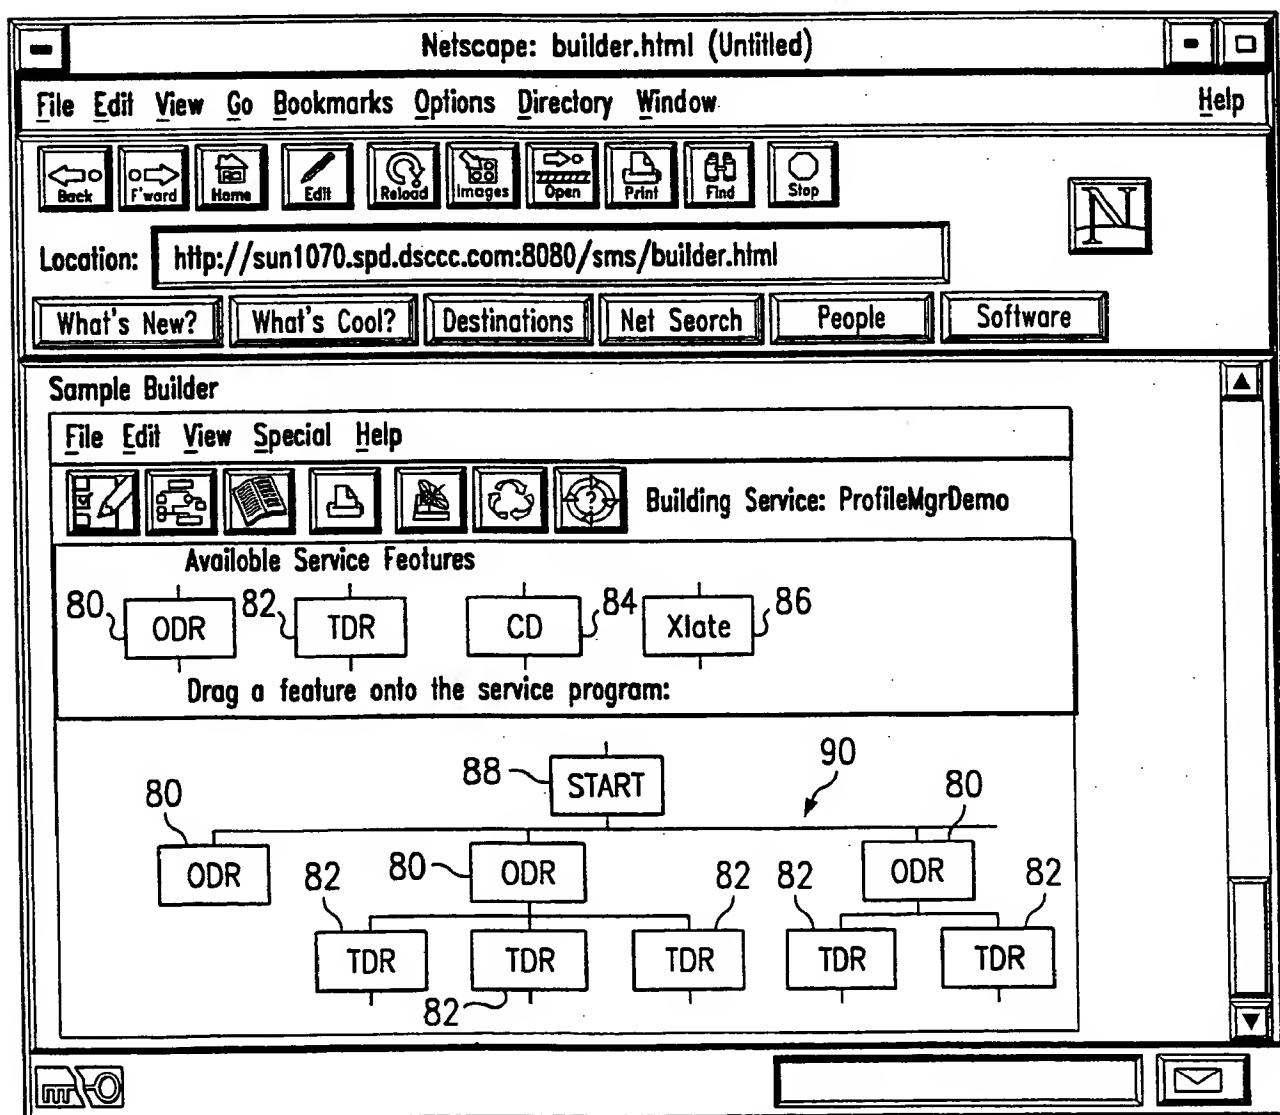 Netscape: builder.html (Untitled)
File Edit View Go Bookmarks Options Directory Window Help
Back F'ward Home Edit Reload Images Open Print Find Stop
N
Location: http://sun1070.spd.dsccc.com:8080/sms/builder.html
What's New? What's Cool? Destinations Net Seorch People Software
Sample Builder
File Edit View Special Help
? Building Service: ProfileMgrDemo
Available Service Feotures
80 ODR 82 TDR CD 84 Xlate 86
Drag a feature onto the service program:
88 START 90
80 80
ODR 82 80 ODR 82 82 ODR 82
TDR TDR TDR TDR TDR
82